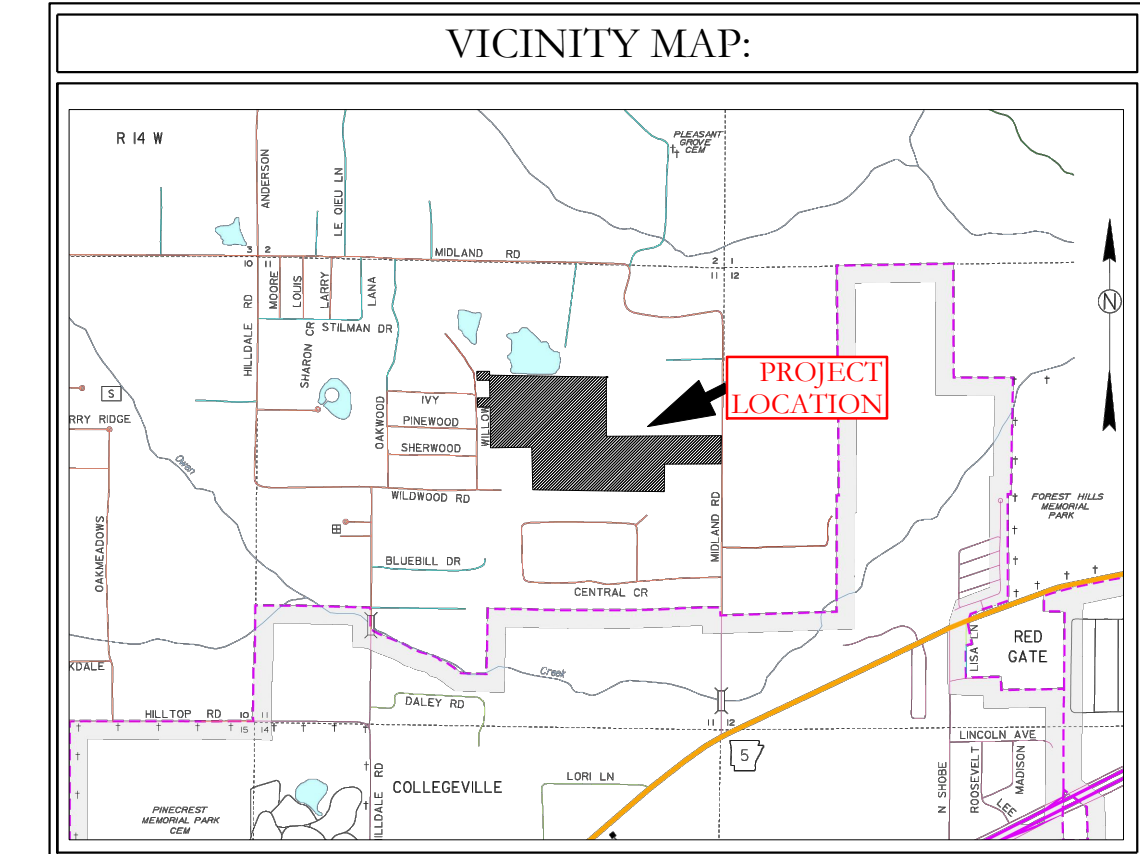 VICINITY MAP:
R 14 W
PLEASANT
GROVE
CEM
ANDERSON
LE QIEU LN
3 2
10 11
MIDLAND RD
2 1
11 12
HILLDALE RD
MOORE
LOUIS
LARRY
LANA
STILMAN DR
SHARON CR
N
S
RRY RIDGE
OAKWOOD
IVY
PINEWOOD
SHERWOOD
WILLOW
PROJECT
LOCATION
Owen
WILDWOOD RD
MIDLAND RD
FOREST HILLS
MEMORIAL
PARK
OAKMEADOWS
BLUEBILL DR
CENTRAL CR
KDALE
Creek
LISA LN
RED
GATE
DALEY RD
HILLTOP RD
10 11
15 14
11 12
5
LINCOLN AVE
LORI LN
COLLEGEVILLE
ILLDALE RD
N SHOBE
ROOSEVELT
MADISON
LEE
PINECREST
MEMORIAL PARK
CEM